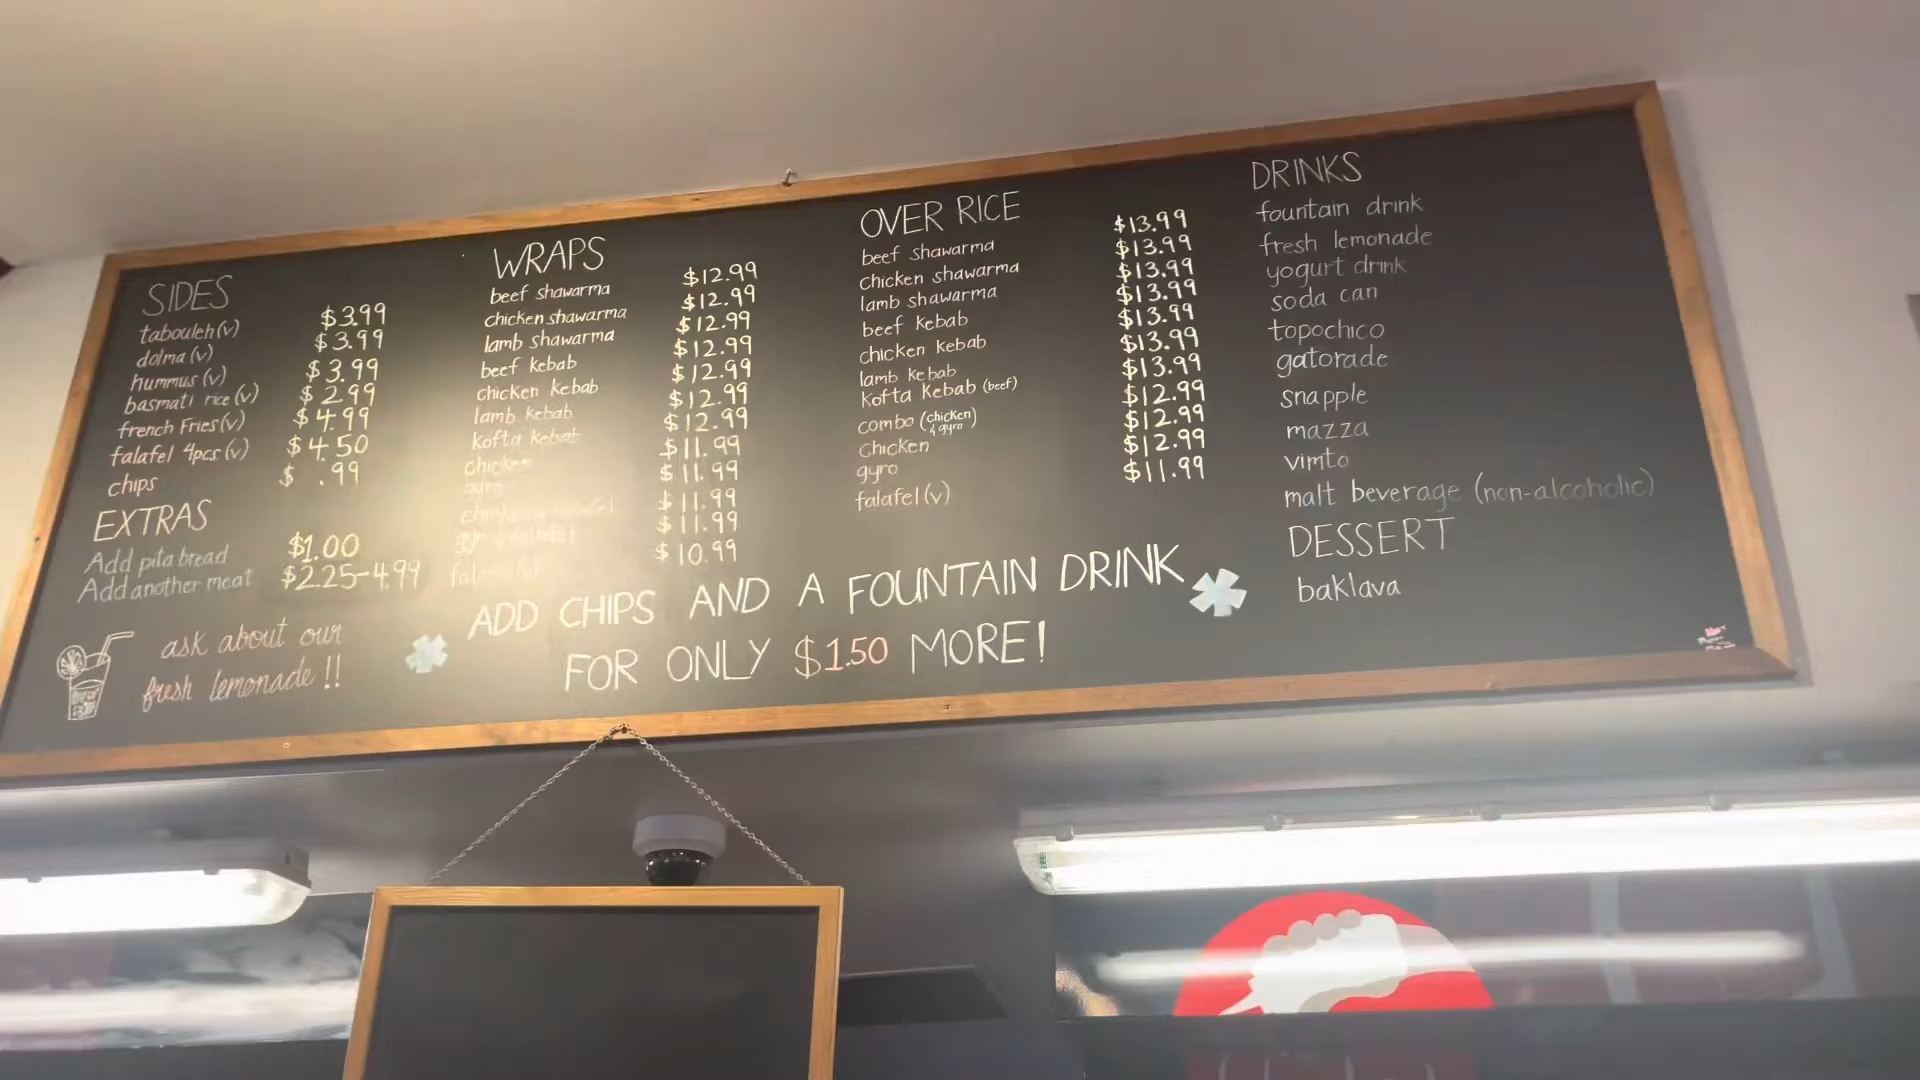 SIDES
tabouleh (v) $3.99
dolma (v) $3.99
hummus (v) $3.99
basmati rice (v) $2.99
french Fries (v) $4.99
falafel 4pcs (v) $4.50
chips $ .99
EXTRAS
Add pita bread $1.00
Add another meat $2.25-4.99
ask about our
fresh lemonade !!
WRAPS
beef shawarma $12.99
chicken shawarma $12.99
lamb shawarma $12.99
beef kebab $12.99
chicken kebab $12.99
lamb kebab $12.99
kofta kebab $12.99
chicken $11.99
gyro $11.99
$11.99
$11.99
$10.99
OVER RICE
beef shawarma $13.99
chicken shawarma $13.99
lamb shawarma $13.99
beef kebab $13.99
chicken kebab $13.99
lamb kebab $13.99
kofta kebab (beef) $13.99
combo (chicken & gyro) $12.99
Chicken $12.99
gyro $12.99
falafel (v) $11.99
DRINKS
fountain drink
fresh lemonade
yogurt drink
soda can
topochico
gatorade
snapple
mazza
vimto
malt beverage (non-alcoholic)
DESSERT
baklava
ADD CHIPS AND A FOUNTAIN DRINK
FOR ONLY $1.50 MORE!